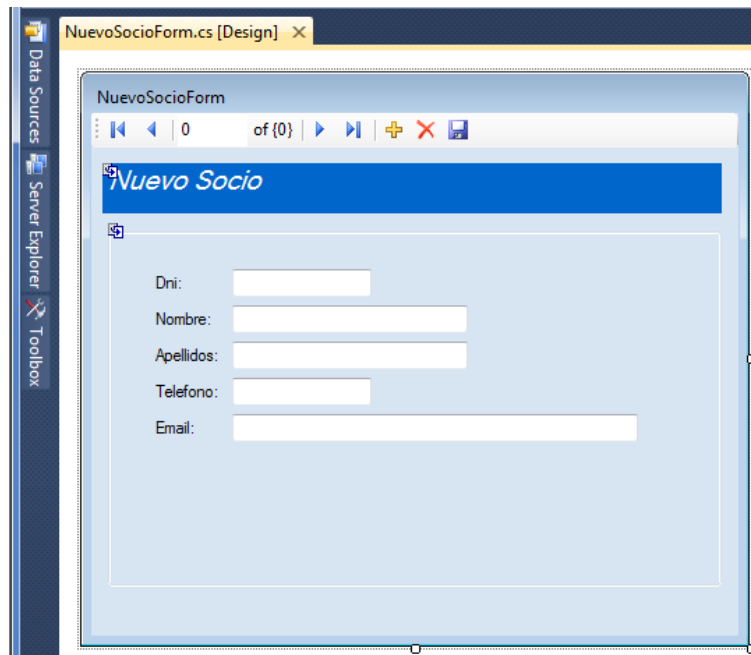 NuevoSocioForm.cs [Design]
Data Sources
Server Explorer
Toolbox
NuevoSocioForm
0 of {0}
Nuevo Socio
Dni:
Nombre:
Apellidos:
Telefono:
Email: